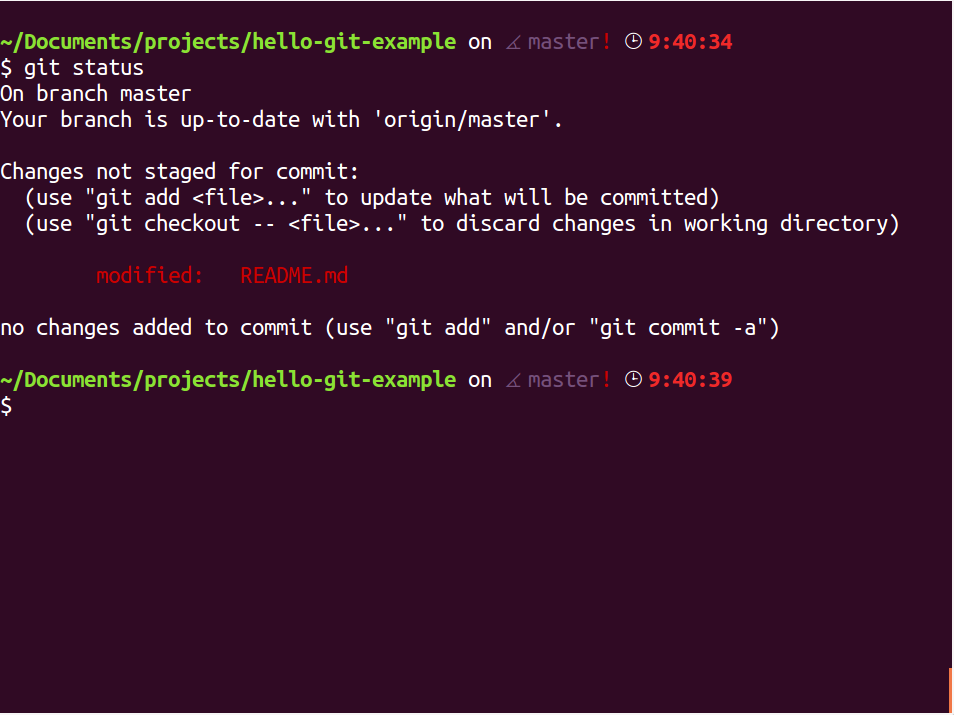 ~/Documents/projects/hello-git-example on ⦨ master! 🕒 9:40:34
$ git status
On branch master
Your branch is up-to-date with 'origin/master'.
Changes not staged for commit:
  (use "git add <file>..." to update what will be committed)
  (use "git checkout -- <file>..." to discard changes in working directory)
        modified:   README.md
no changes added to commit (use "git add" and/or "git commit -a")
~/Documents/projects/hello-git-example on ⦨ master! 🕒 9:40:39
$